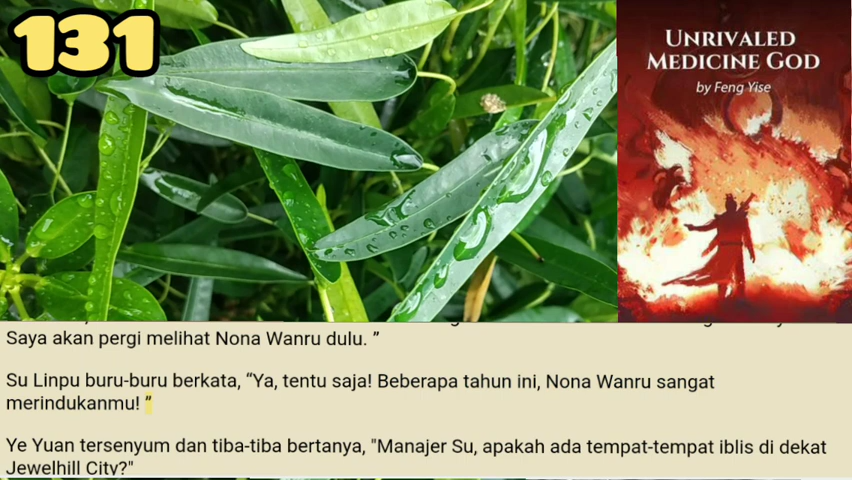 131
UNRIVALED
MEDICINE GOD
by Feng Yise
Saya akan pergi melihat Nona Wanru dulu. ”
Su Linpu buru-buru berkata, “Ya, tentu saja! Beberapa tahun ini, Nona Wanru sangat
merindukanmu! ”
Ye Yuan tersenyum dan tiba-tiba bertanya, "Manajer Su, apakah ada tempat-tempat iblis di dekat
Jewelhill City?"